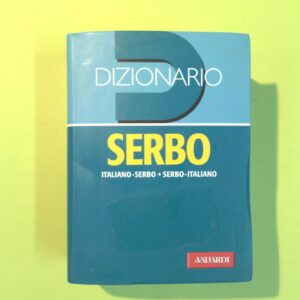 DIZIONARIO
SERBO
ITALIANO-SERBO • SERBO-ITALIANO
A.VALLARDI